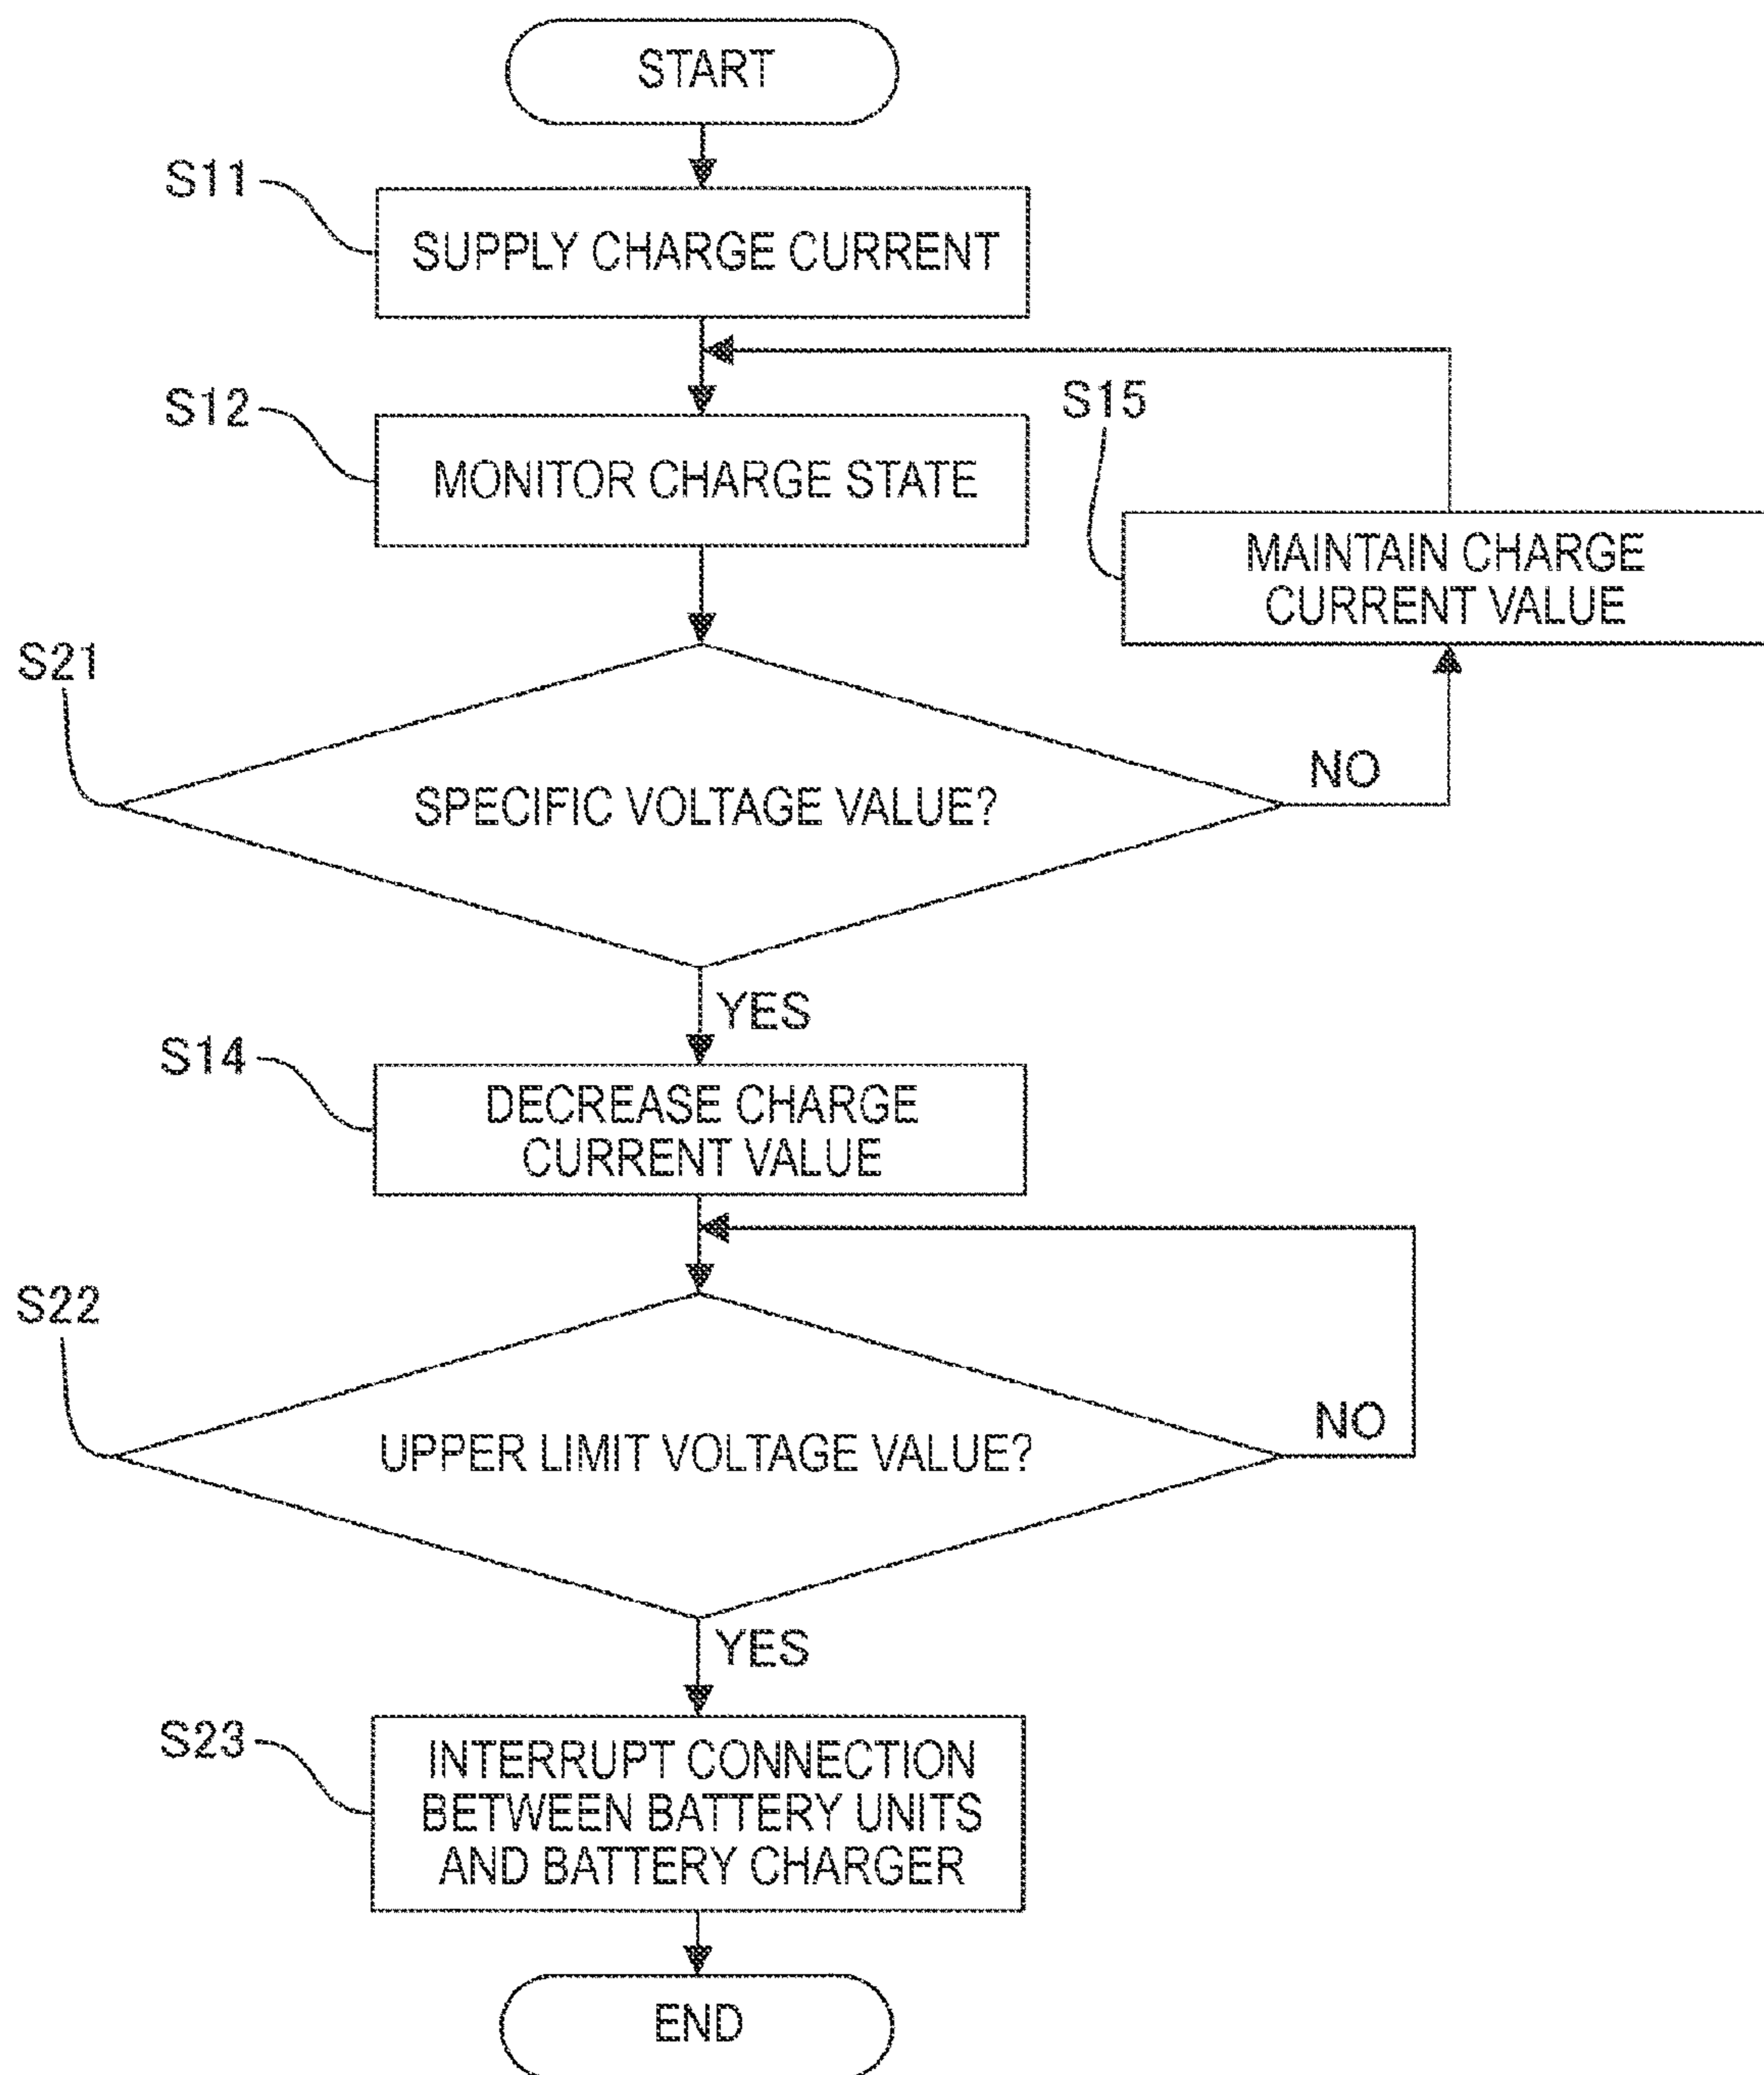 START
S11
SUPPLY CHARGE CURRENT
S12
MONITOR CHARGE STATE
S15
MAINTAIN CHARGE
CURRENT VALUE
S21
SPECIFIC VOLTAGE VALUE?
NO
YES
S14
DECREASE CHARGE
CURRENT VALUE
S22
UPPER LIMIT VOLTAGE VALUE?
NO
YES
S23
INTERRUPT CONNECTION
BETWEEN BATTERY UNITS
AND BATTERY CHARGER
END